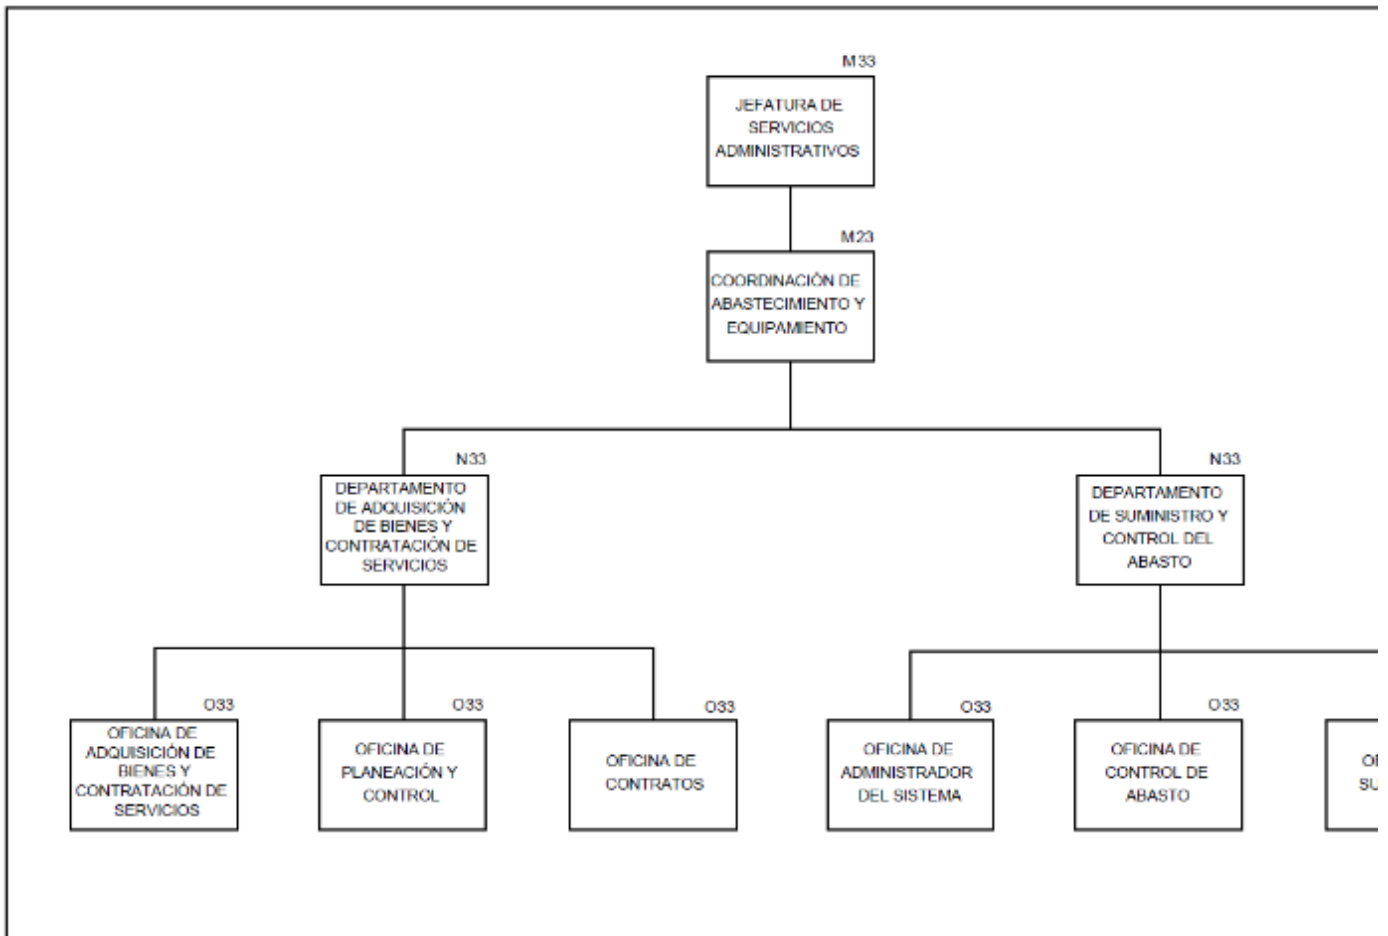 M33
JEFATURA DE
SERVICIOS
ADMINISTRATIVOS
M23
COORDINACIÓN DE
ABASTECIMIENTO Y
EQUIPAMIENTO
N33
DEPARTAMENTO
DE ADQUISICIÓN
DE BIENES Y
CONTRATACIÓN DE
SERVICIOS
N33
DEPARTAMENTO
DE SUMINISTRO Y
CONTROL DEL
ABASTO
O33
OFICINA DE
ADQUISICIÓN DE
BIENES Y
CONTRATACIÓN DE
SERVICIOS
O33
OFICINA DE
PLANEACIÓN Y
CONTROL
O33
OFICINA DE
CONTRATOS
O33
OFICINA DE
ADMINISTRADOR
DEL SISTEMA
O33
OFICINA DE
CONTROL DE
ABASTO